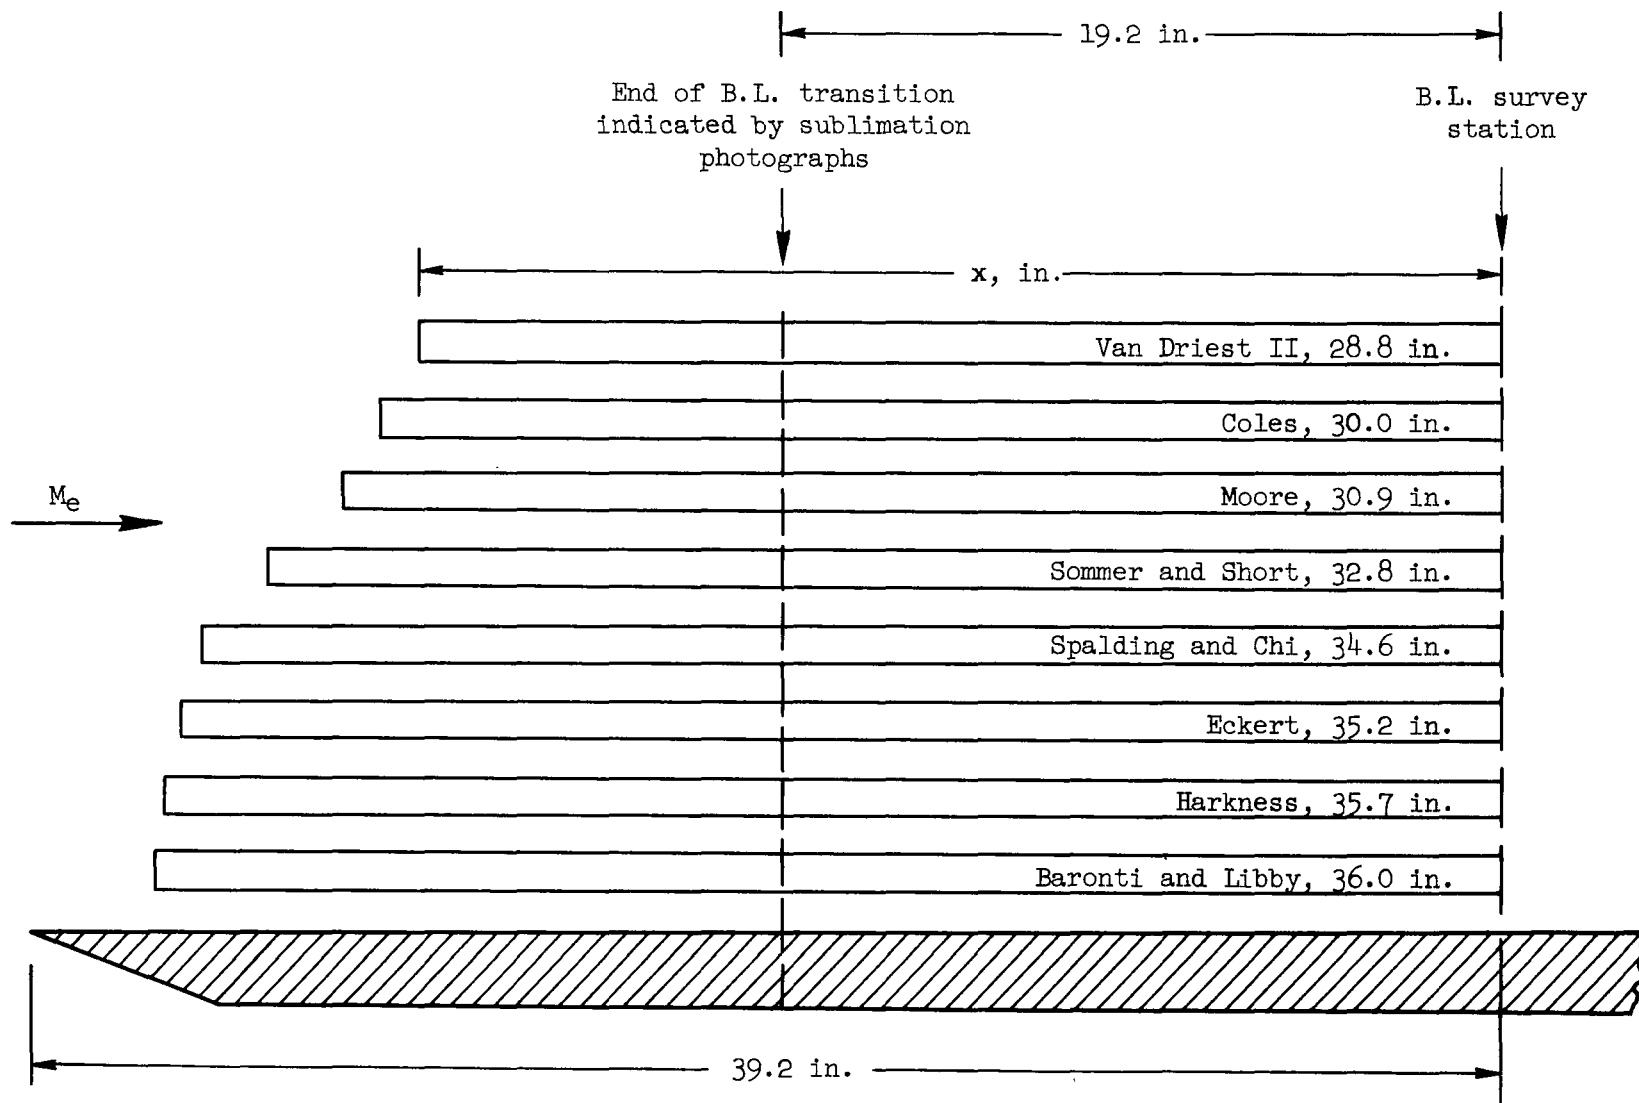 19.2 in.
End of B.L. transition
indicated by sublimation
photographs
B.L. survey
station
x, in.
Van Driest II, 28.8 in.
Coles, 30.0 in.
Moore, 30.9 in.
Me
Sommer and Short, 32.8 in.
Spalding and Chi, 34.6 in.
Eckert, 35.2 in.
Harkness, 35.7 in.
Baronti and Libby, 36.0 in.
39.2 in.